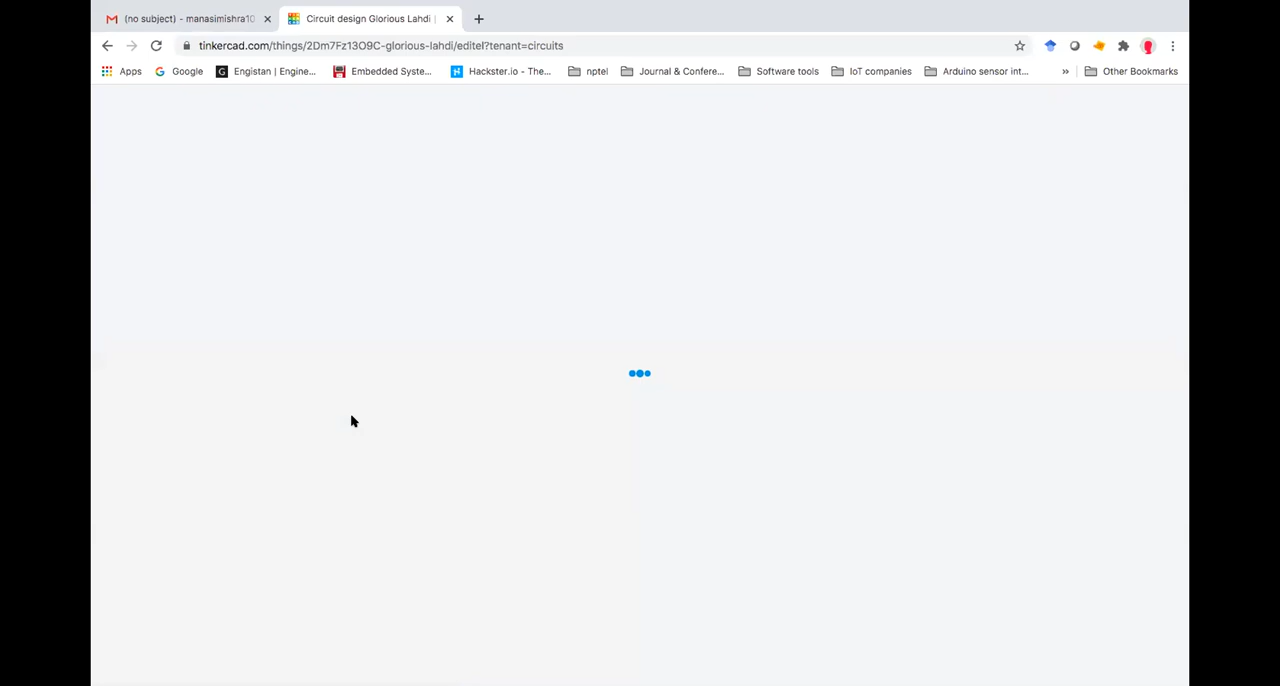 (no subject) - manasimishra10
Circuit design Glorious Lahdi |
tinkercad.com/things/2Dm7Fz13O9C-glorious-lahdi/editel?tenant=circuits
Apps Google Engistan | Engine... Embedded Syste... Hackster.io - The... nptel Journal & Confere... Software tools IoT companies Arduino sensor int... » Other Bookmarks